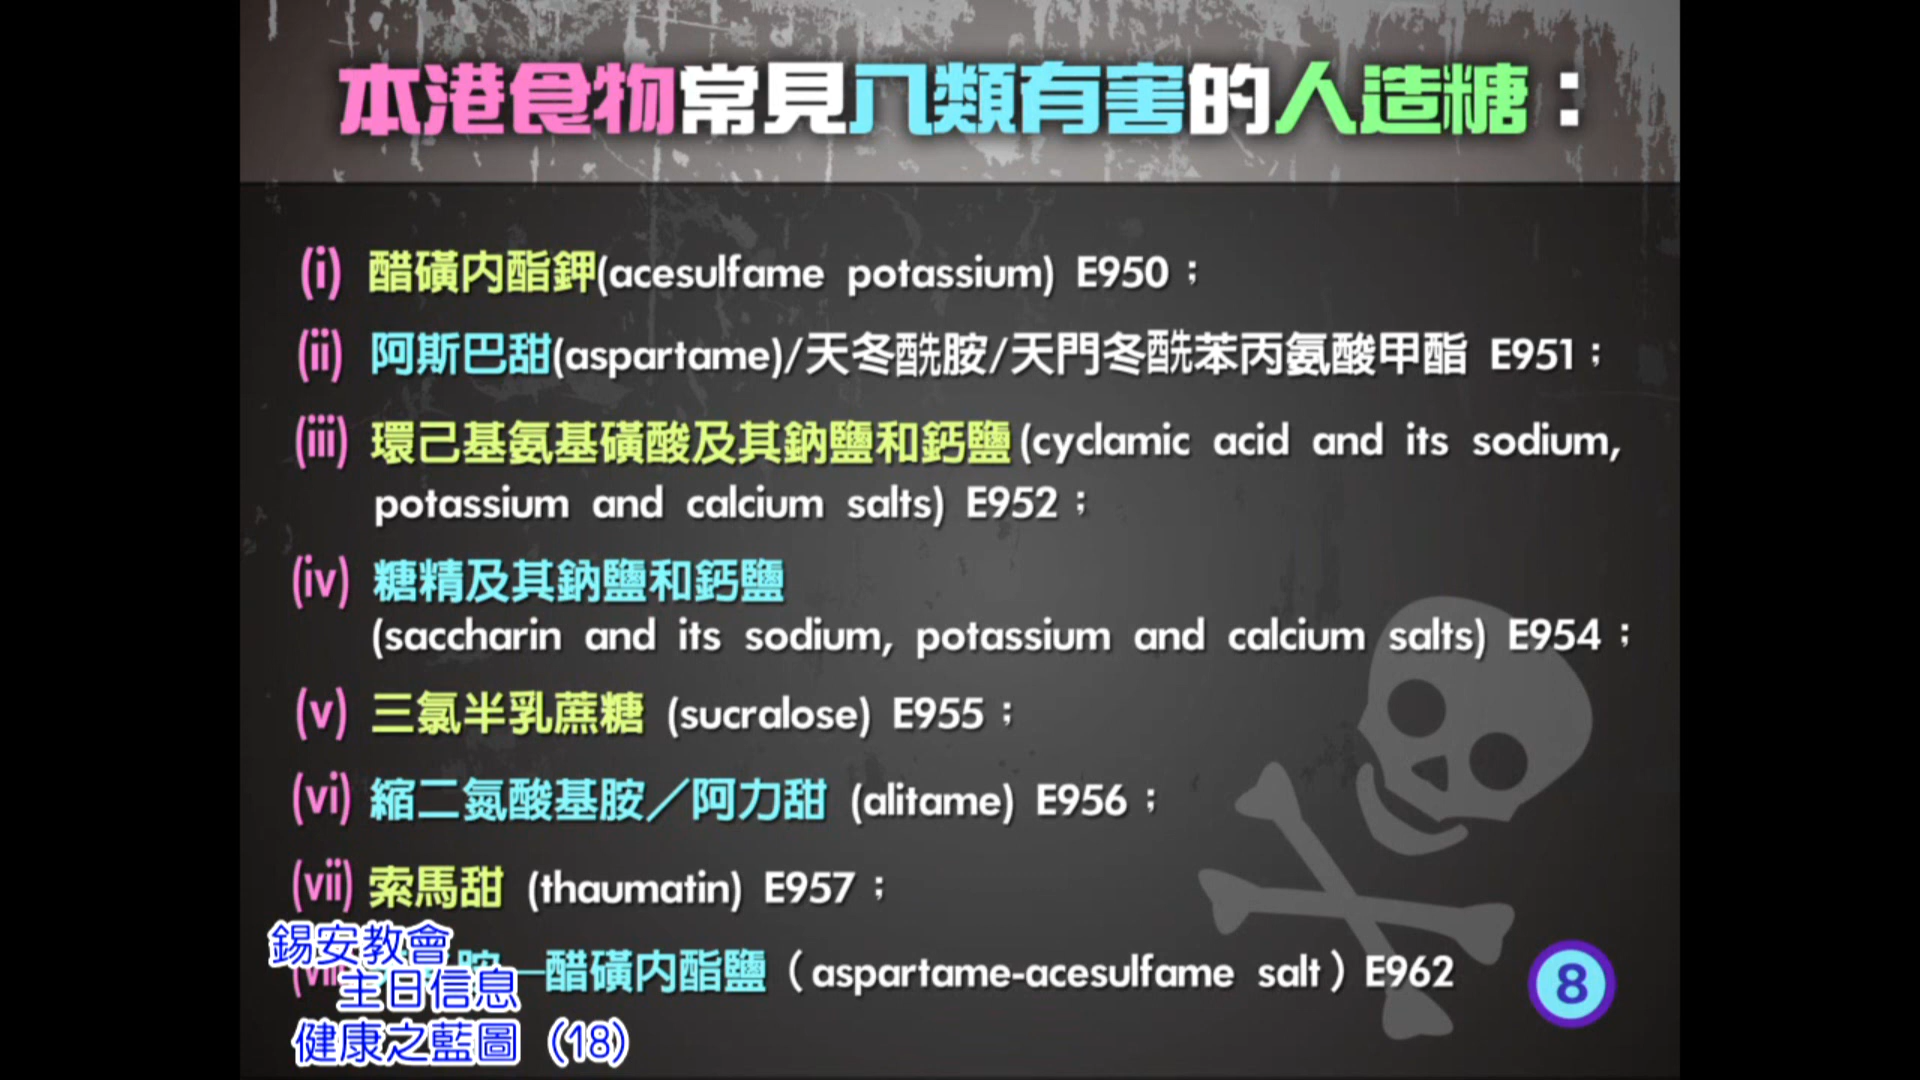 本港食物常見八類有害的人造糖：
(i) 醋磺内酯鉀(acesulfame potassium) E950；
(ii) 阿斯巴甜(aspartame)/天冬酰胺/天門冬酰苯丙氨酸甲酯 E951；
(iii) 環己基氨基磺酸及其鈉鹽和鈣鹽(cyclamic acid and its sodium,
potassium and calcium salts) E952；
(iv) 糖精及其鈉鹽和鈣鹽
(saccharin and its sodium, potassium and calcium salts) E954；
(v) 三氯半乳蔗糖 (sucralose) E955；
(vi) 縮二氮酸基胺／阿力甜 (alitame) E956；
(vii) 索馬甜 (thaumatin) E957；
(viii) 胺—醋磺内酯鹽（aspartame-acesulfame salt）E962
8
錫安教會
主日信息
健康之藍圖（18）